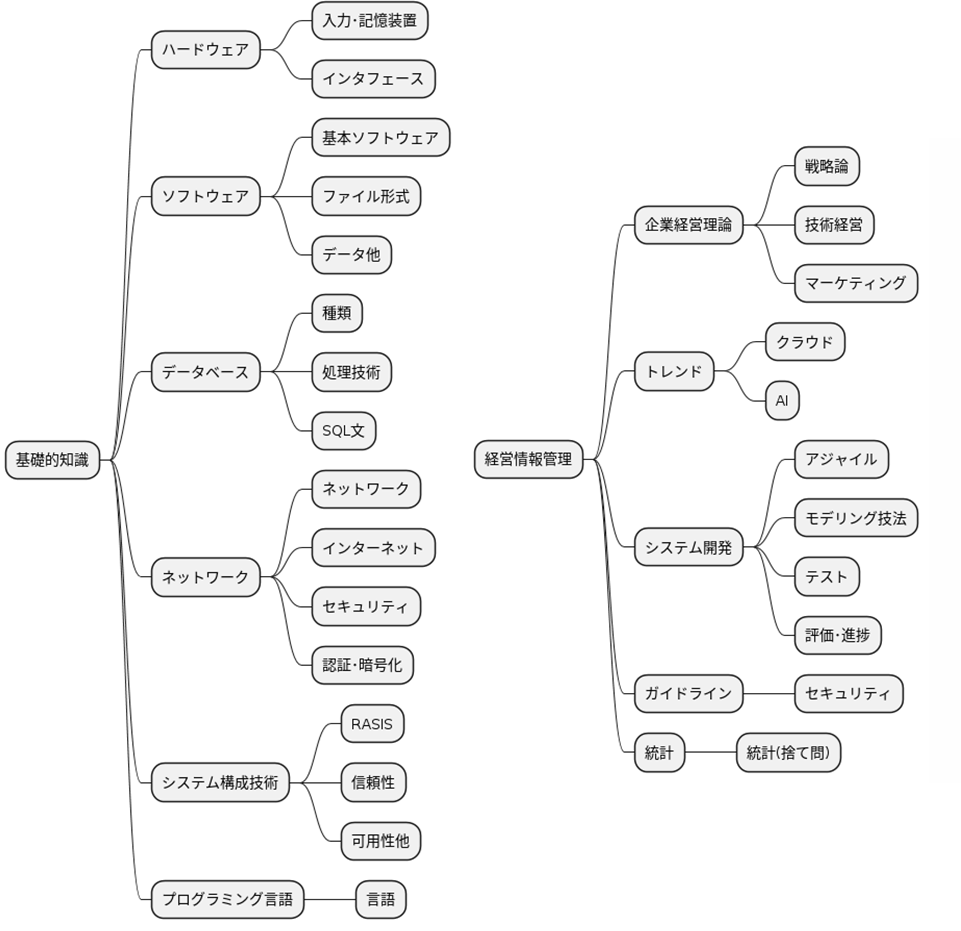 基礎的知識
ハードウェア
入力・記憶装置
インタフェース
ソフトウェア
基本ソフトウェア
ファイル形式
データ他
データベース
種類
処理技術
SQL文
ネットワーク
ネットワーク
インターネット
セキュリティ
認証・暗号化
システム構成技術
RASIS
信頼性
可用性他
プログラミング言語
言語
経営情報管理
企業経営理論
戦略論
技術経営
マーケティング
トレンド
クラウド
AI
システム開発
アジャイル
モデリング技法
テスト
評価・進捗
ガイドライン
セキュリティ
統計
統計(捨て問)